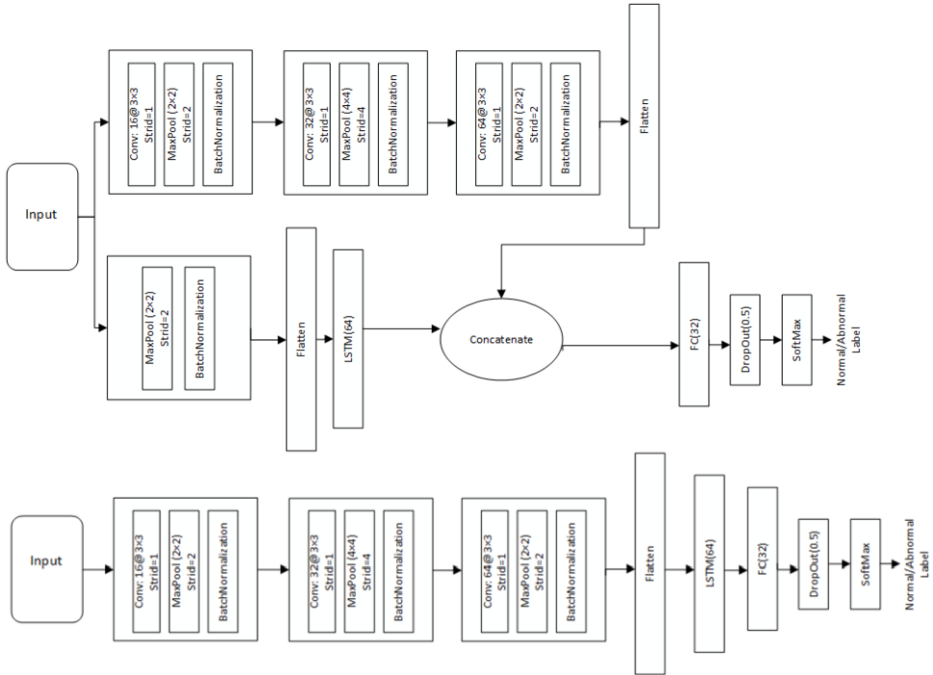 Input
Conv: 16@3×3
Strid=1
MaxPool (2×2)
Strid=2
BatchNormalization
Conv: 32@3×3
Strid=1
MaxPool (4×4)
Strid=4
BatchNormalization
Conv: 64@3×3
Strid=1
MaxPool (2×2)
Strid=2
BatchNormalization
Flatten
MaxPool (2×2)
Strid=2
BatchNormalization
Flatten
LSTM(64)
Concatenate
FC(32)
DropOut(0.5)
SoftMax
Normal/Abnormal
Label
Input
Conv: 16@3×3
Strid=1
MaxPool (2×2)
Strid=2
BatchNormalization
Conv: 32@3×3
Strid=1
MaxPool (4×4)
Strid=4
BatchNormalization
Conv: 64@3×3
Strid=1
MaxPool (2×2)
Strid=2
BatchNormalization
Flatten
LSTM(64)
FC(32)
DropOut(0.5)
SoftMax
Normal/Abnormal
Label